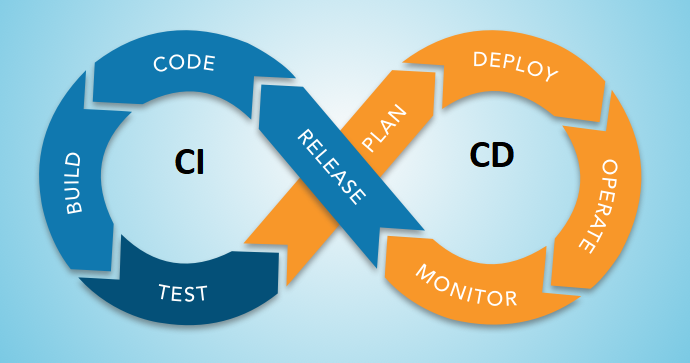 CODE
DEPLOY
PLAN
CI
CD
RELEASE
BUILD
OPERATE
TEST
MONITOR